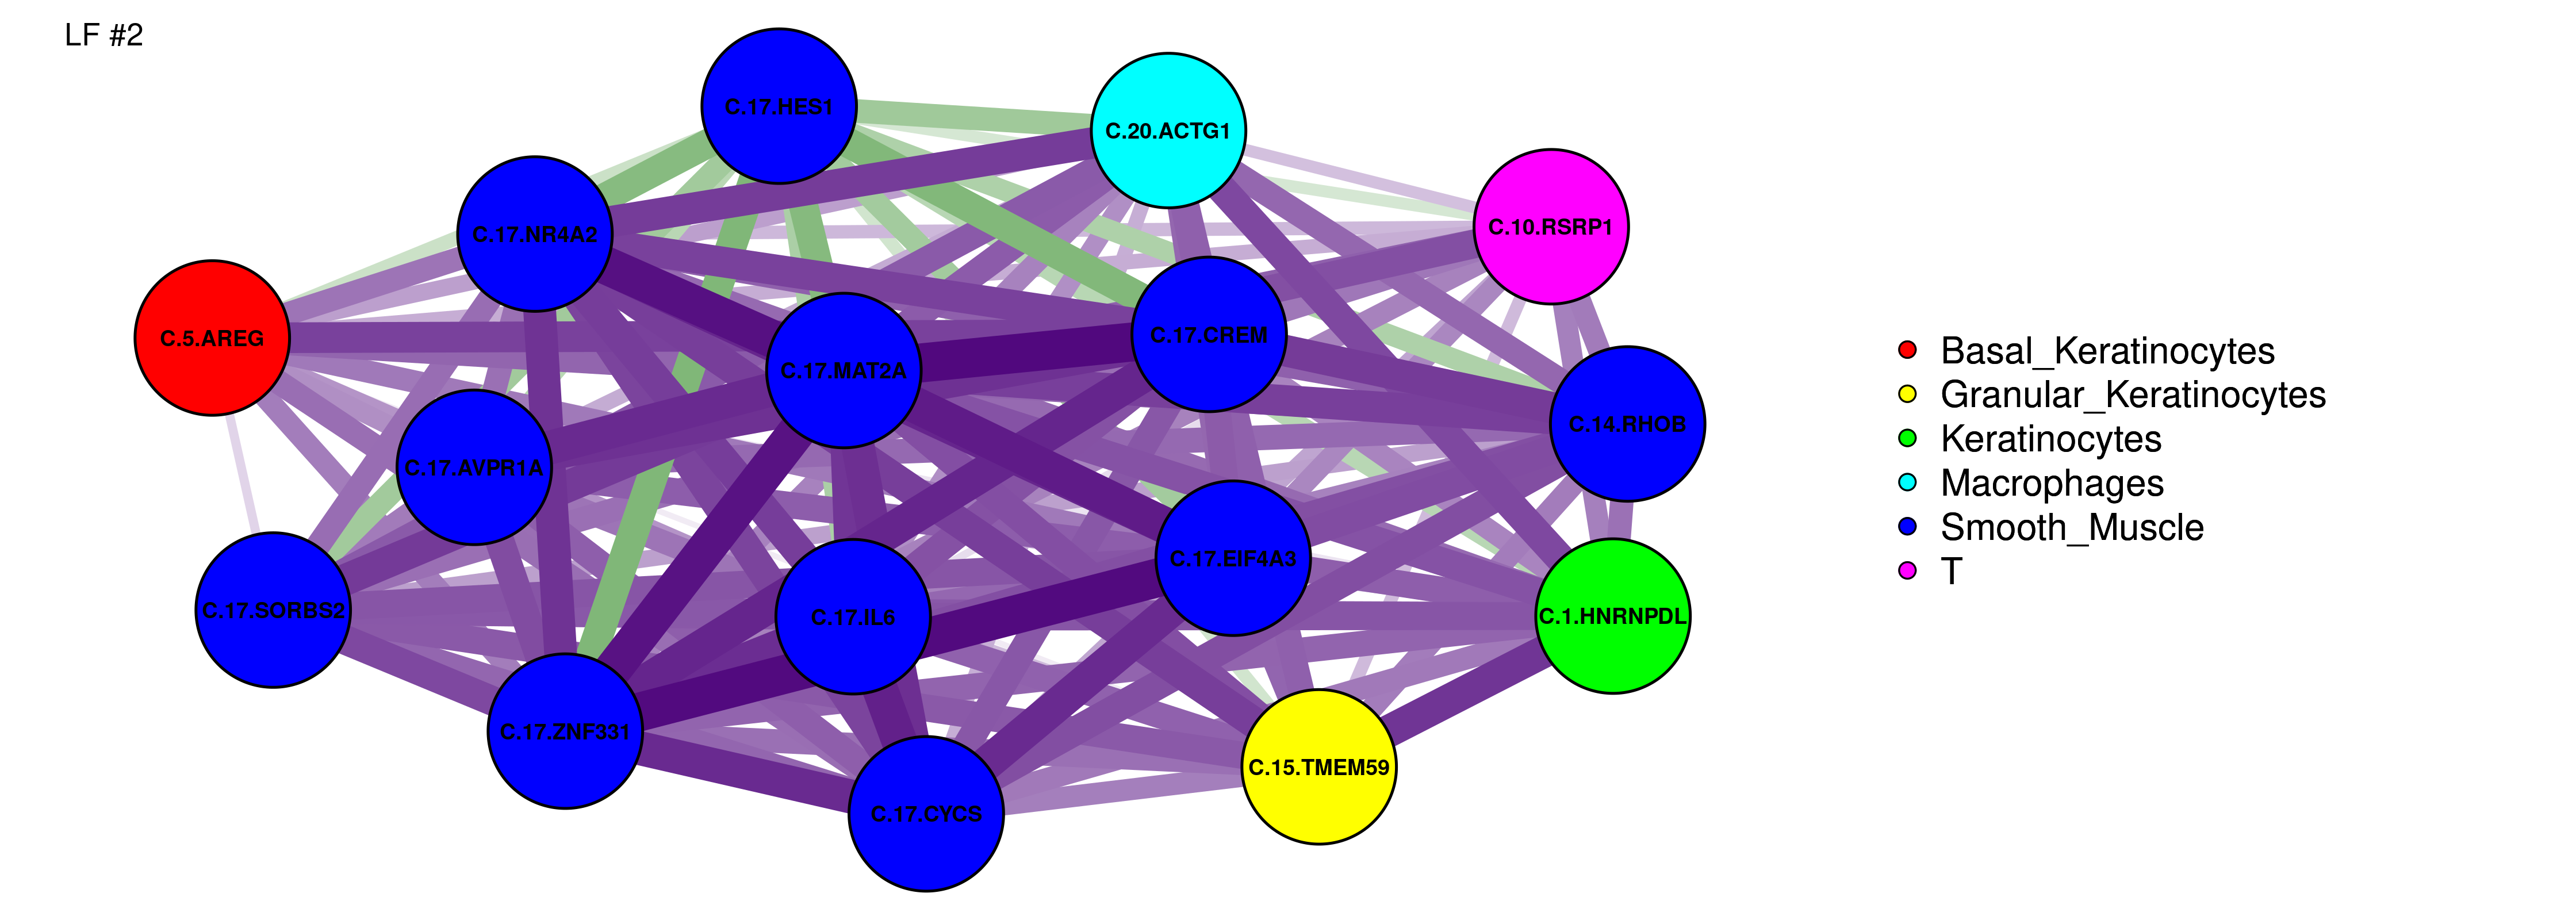 LF #2
C.17.HES1
C.20.ACTG1
C.10.RSRP1
C.17.NR4A2
C.5.AREG
C.17.CREM
C.17.MAT2A
C.14.RHOB
C.17.AVPR1A
C.17.EIF4A3
C.17.SORBS2
C.17.IL6
C.1.HNRNPDL
C.17.ZNF331
C.15.TMEM59
C.17.CYCS
Basal_Keratinocytes
Granular_Keratinocytes
Keratinocytes
Macrophages
Smooth_Muscle
T